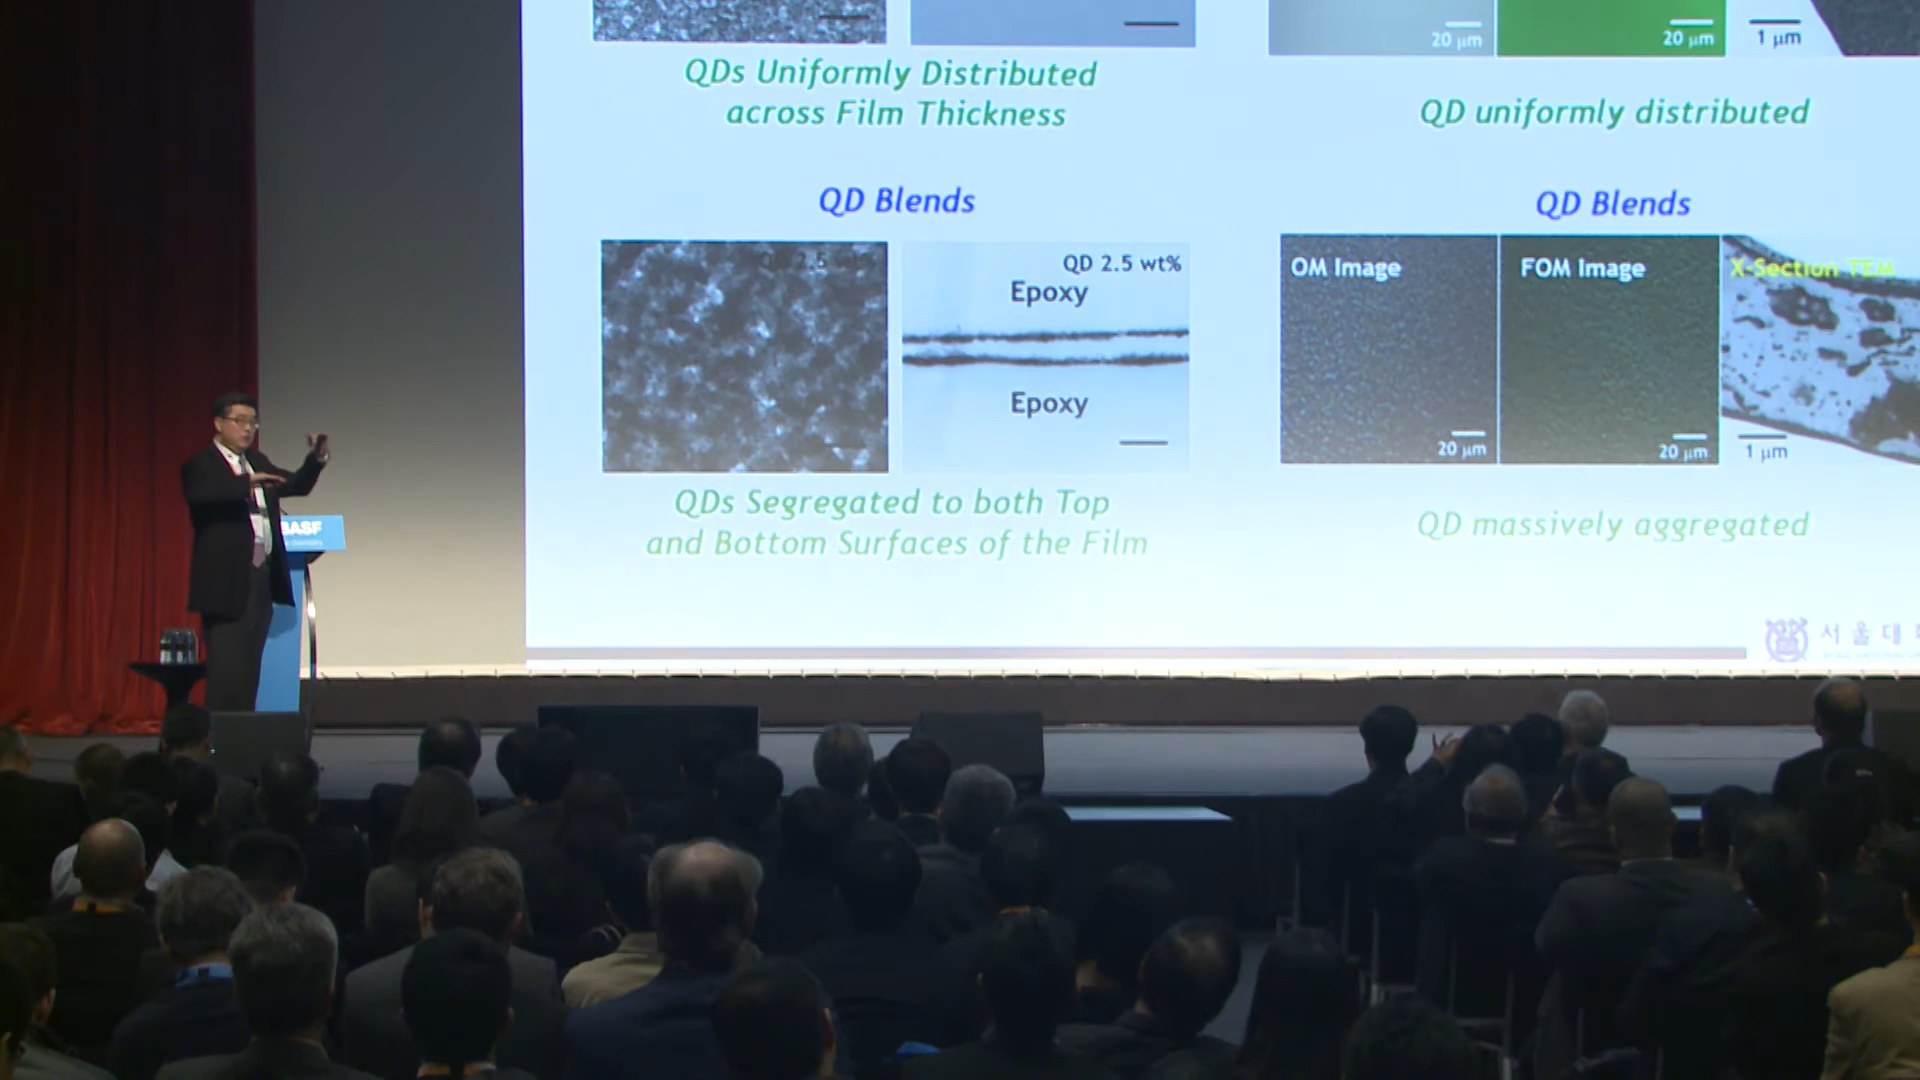 20 µm
20 µm
1 µm
QDs Uniformly Distributed
across Film Thickness
QD uniformly distributed
QD Blends
QD Blends
QD 2.5 wt%
Epoxy
Epoxy
OM Image
FOM Image
X-Section TEM
20 µm
20 µm
1 µm
QDs Segregated to both Top
and Bottom Surfaces of the Film
QD massively aggregated
BASF
서울대